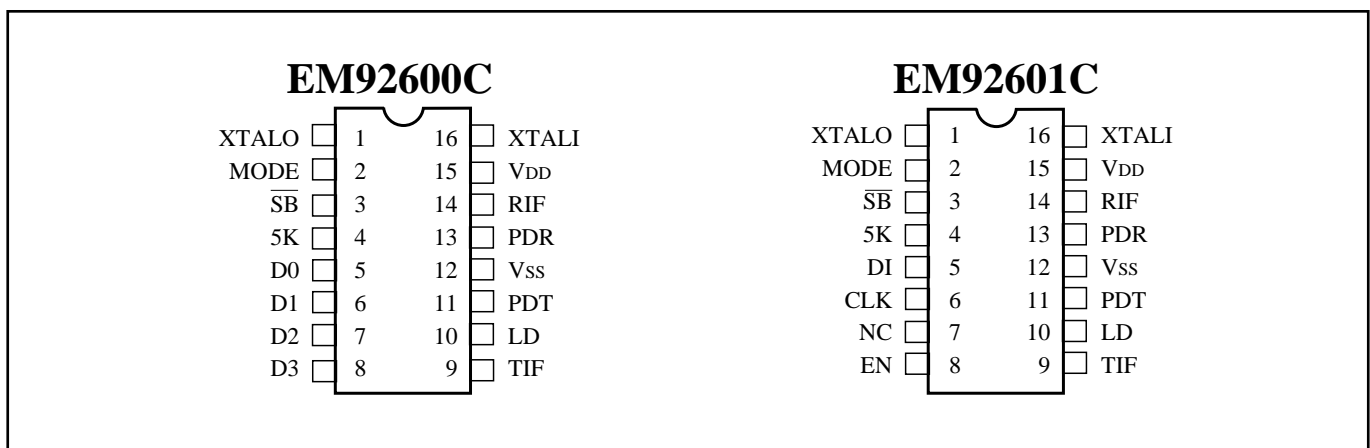 EM92600C
XTALO 1 16 XTALI
MODE 2 15 VDD
S̅B̅ 3 14 RIF
5K 4 13 PDR
D0 5 12 VSS
D1 6 11 PDT
D2 7 10 LD
D3 8 9 TIF
EM92601C
XTALO 1 16 XTALI
MODE 2 15 VDD
S̅B̅ 3 14 RIF
5K 4 13 PDR
DI 5 12 VSS
CLK 6 11 PDT
NC 7 10 LD
EN 8 9 TIF